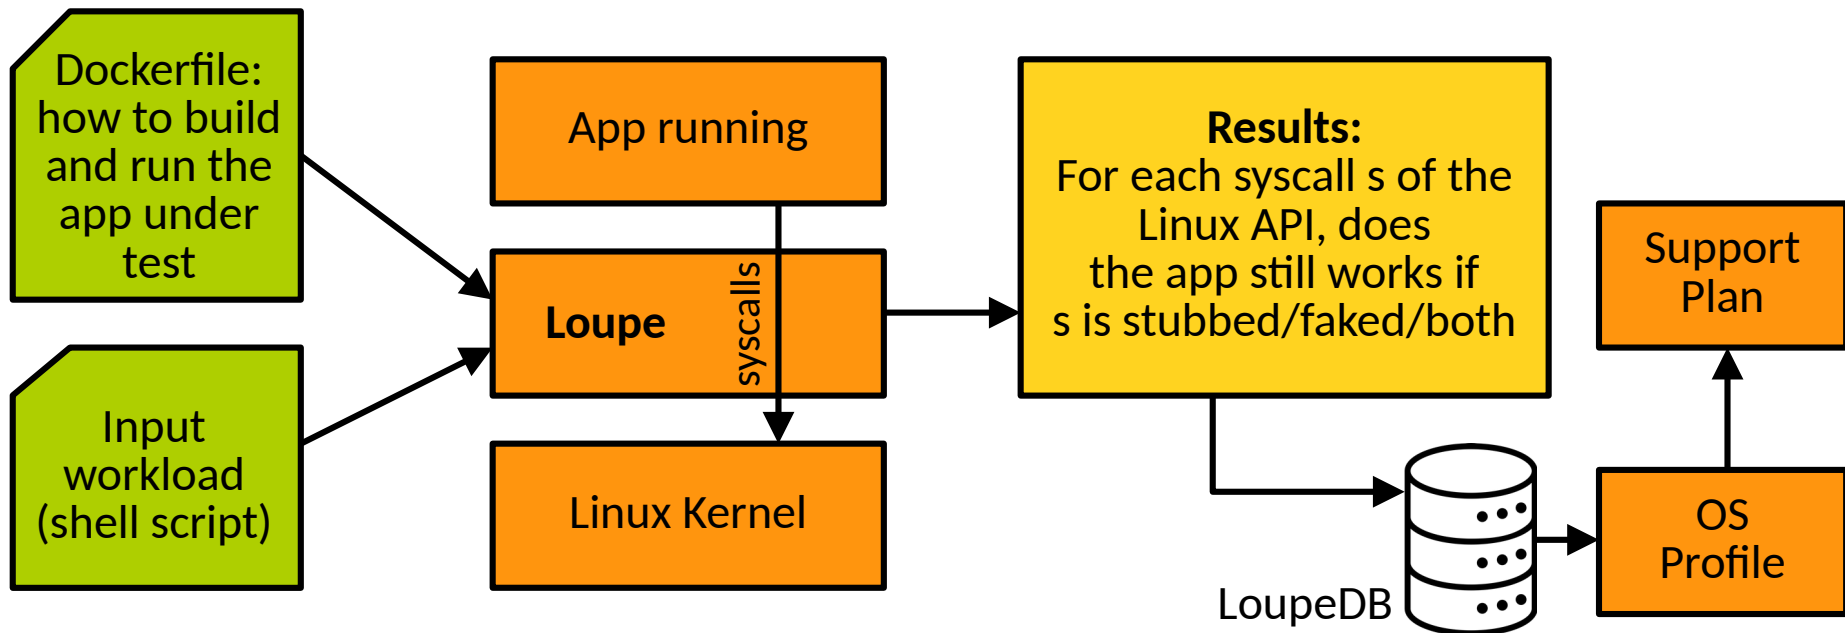 Dockerfile:
how to build
and run the
app under
test
Input
workload
(shell script)
App running
Loupe
syscalls
Linux Kernel
Results:
For each syscall s of the
Linux API, does
the app still works if
s is stubbed/faked/both
LoupeDB
Support
Plan
OS
Profile